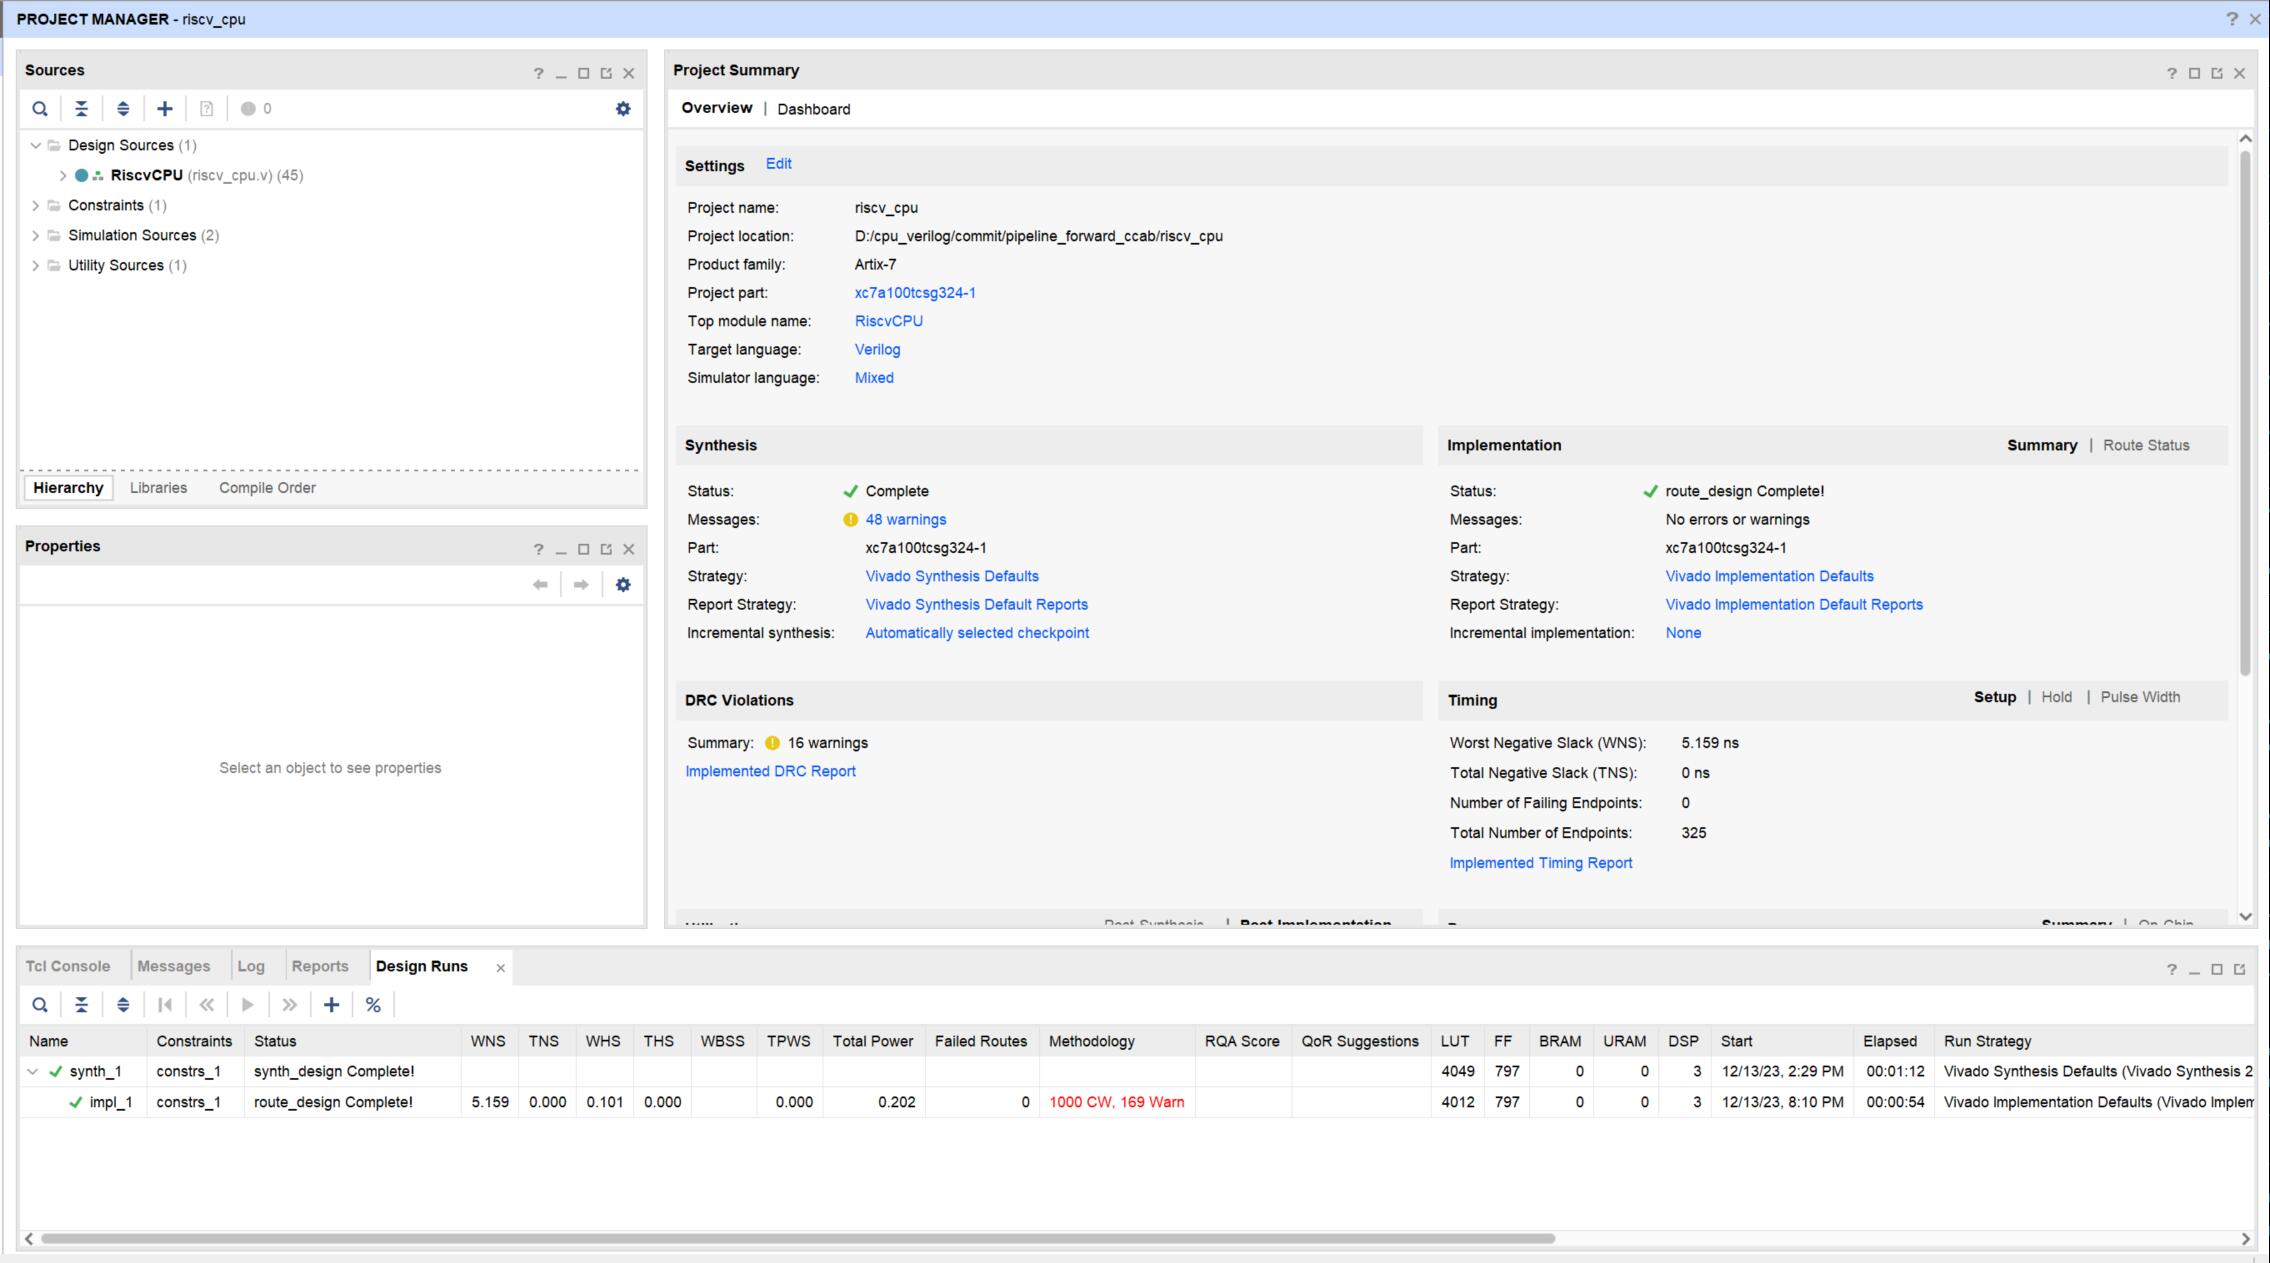 PROJECT MANAGER - riscv_cpu
Sources
0
Design Sources (1)
RiscvCPU (riscv_cpu.v) (45)
Constraints (1)
Simulation Sources (2)
Utility Sources (1)
Hierarchy Libraries Compile Order
Properties
Select an object to see properties
Project Summary
Overview | Dashboard
Settings Edit
Project name: riscv_cpu
Project location: D:/cpu_verilog/commit/pipeline_forward_ccab/riscv_cpu
Product family: Artix-7
Project part: xc7a100tcsg324-1
Top module name: RiscvCPU
Target language: Verilog
Simulator language: Mixed
Synthesis
Status: Complete
Messages: 48 warnings
Part: xc7a100tcsg324-1
Strategy: Vivado Synthesis Defaults
Report Strategy: Vivado Synthesis Default Reports
Incremental synthesis: Automatically selected checkpoint
Implementation Summary | Route Status
Status: route_design Complete!
Messages: No errors or warnings
Part: xc7a100tcsg324-1
Strategy: Vivado Implementation Defaults
Report Strategy: Vivado Implementation Default Reports
Incremental implementation: None
DRC Violations
Summary: 16 warnings
Implemented DRC Report
Timing Setup | Hold | Pulse Width
Worst Negative Slack (WNS): 5.159 ns
Total Negative Slack (TNS): 0 ns
Number of Failing Endpoints: 0
Total Number of Endpoints: 325
Implemented Timing Report
Post-Synthesis | Post-Implementation
Summary | On-Chip
Tcl Console Messages Log Reports Design Runs
Name Constraints Status WNS TNS WHS THS WBSS TPWS Total Power Failed Routes Methodology RQA Score QoR Suggestions LUT FF BRAM URAM DSP Start Elapsed Run Strategy
synth_1 constrs_1 synth_design Complete! 4049 797 0 0 3 12/13/23, 2:29 PM 00:01:12 Vivado Synthesis Defaults (Vivado Synthesis 2
impl_1 constrs_1 route_design Complete! 5.159 0.000 0.101 0.000 0.000 0.202 0 1000 CW, 169 Warn 4012 797 0 0 3 12/13/23, 8:10 PM 00:00:54 Vivado Implementation Defaults (Vivado Implem